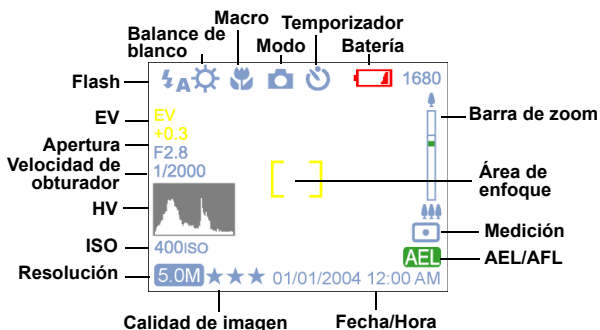 Macro
Temporizador
Balance de
blanco
Modo
Batería
Flash
A
1680
EV
EV
+0.3
Barra de zoom
Apertura
F2.8
Velocidad de
obturador
1/2000
Área de
enfoque
HV
Medición
ISO
400ISO
AEL
AEL/AFL
Resolución
5.0M
01/01/2004 12:00 AM
Calidad de imagen
Fecha/Hora